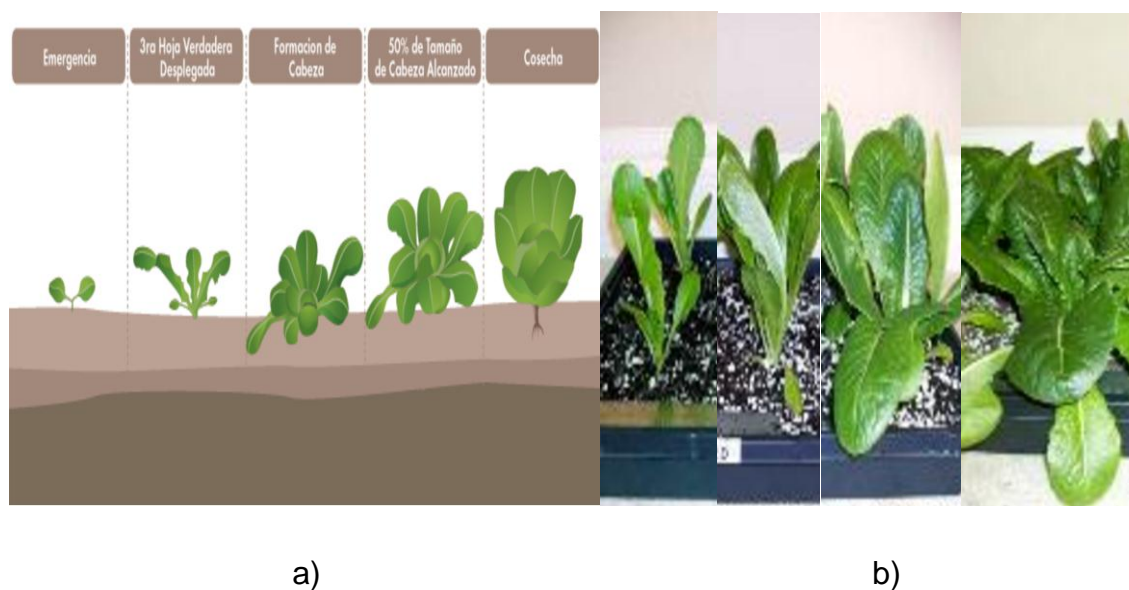 Emergencia
3ra Hoja Verdadera
Desplegada
Formacion de
Cabeza
50% de Tamaño
de Cabeza Alcanzado
Cosecha
D
a)
b)